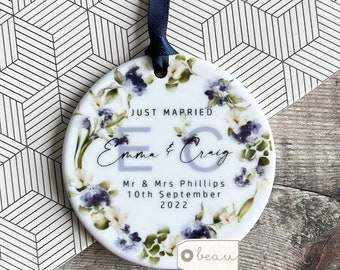 JUST MARRIED
E C
Emma & Craig
Mr & Mrs Phillips
10th September
2022
beau